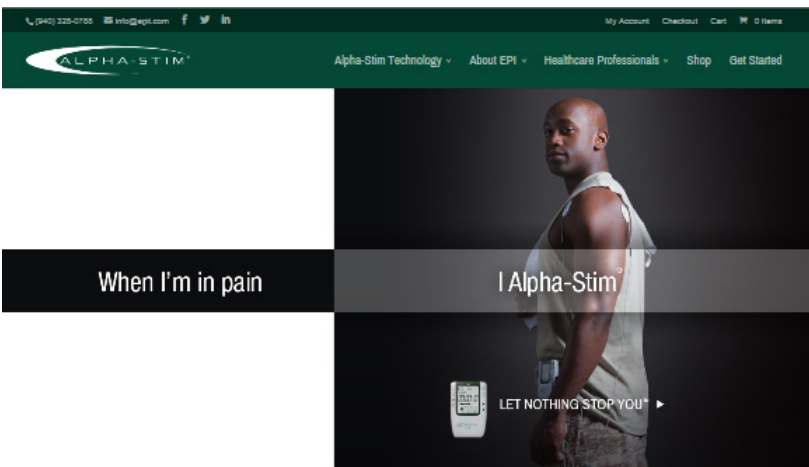 (940) 328-0788 info@epii.com
My Account Checkout Cart 0 Items
ALPHA-STIM®
Alpha-Stim Technology About EPI Healthcare Professionals Shop Get Started
When I'm in pain
I Alpha-Stim®
LET NOTHING STOP YOU™